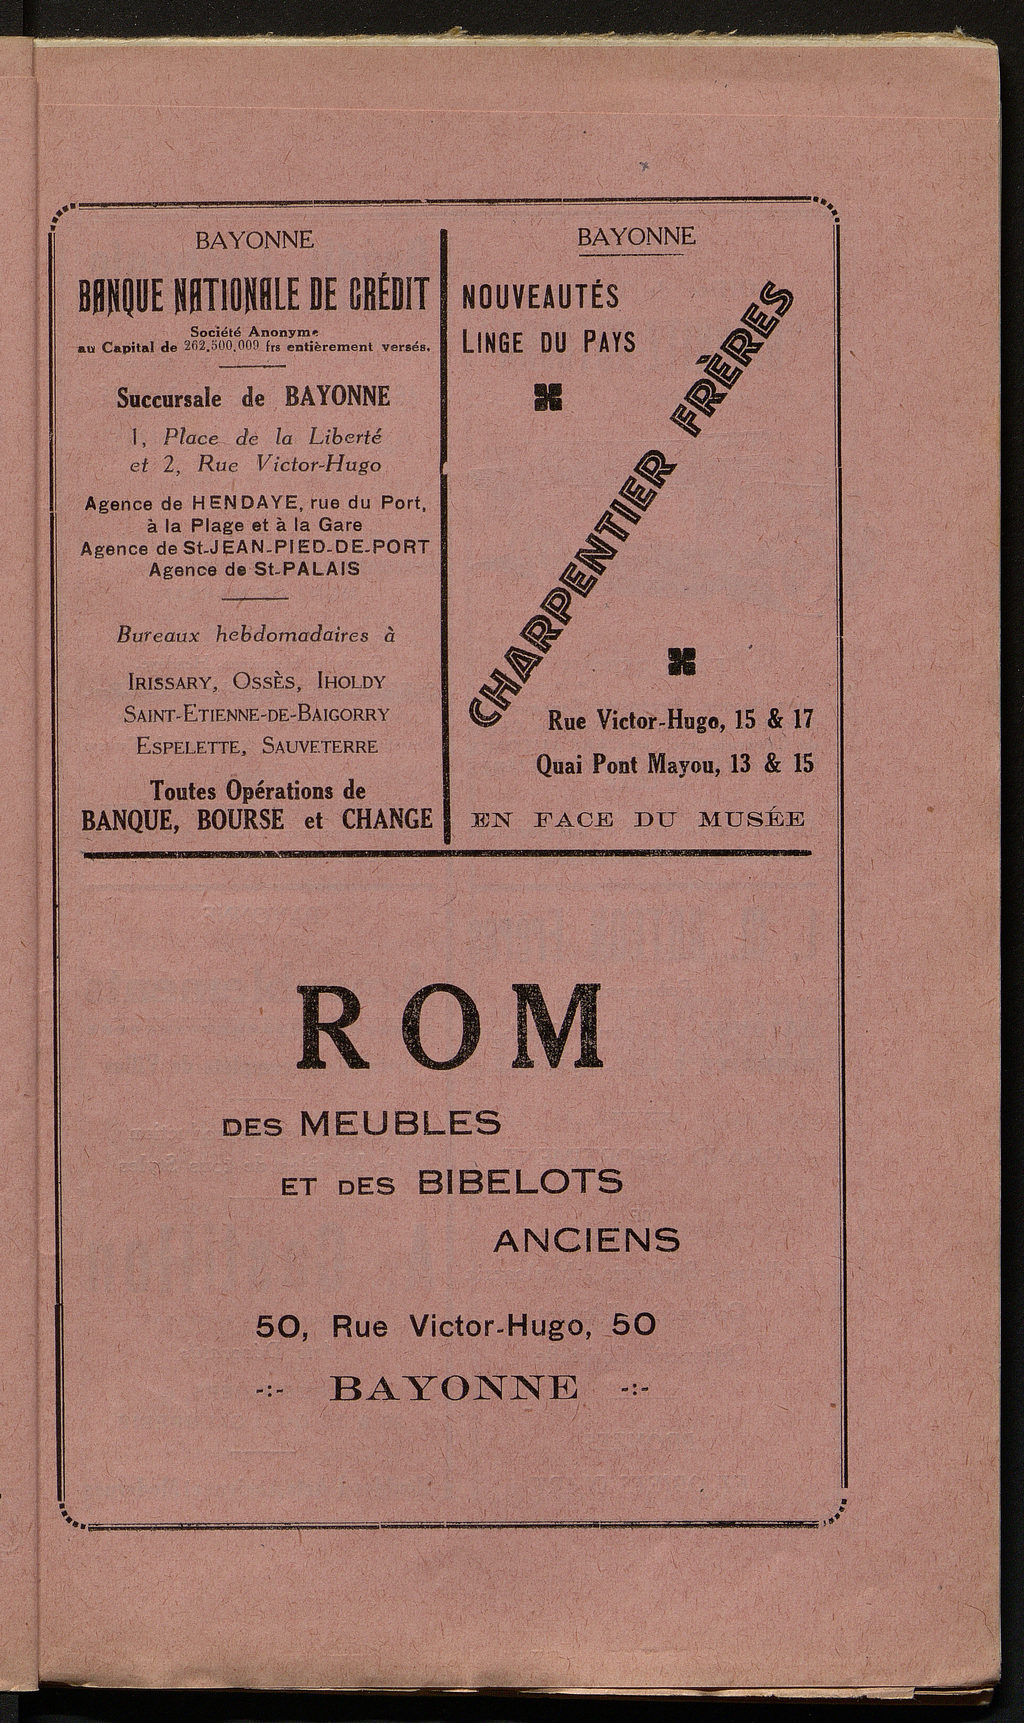 BAYONNE
BANQUE NATIONALE DE CRÉDIT
Société Anonyme
au Capital de 262,500,000 frs entièrement versés.
Succursale de BAYONNE
1, Place de la Liberté
et 2, Rue Victor-Hugo
Agence de HENDAYE, rue du Port,
à la Plage et à la Gare
Agence de St-JEAN-PIED-DE-PORT
Agence de St-PALAIS
Bureaux hebdomadaires à
IRISSARY, OSSÈS, IHOLDY
SAINT-ETIENNE-DE-BAIGORRY
ESPELETTE, SAUVETERRE
Toutes Opérations de
BANQUE, BOURSE et CHANGE
BAYONNE
NOUVEAUTÉS
LINGE DU PAYS
CHARPENTIER FRÈRES
Rue Victor-Hugo, 15 & 17
Quai Pont Mayou, 13 & 15
EN FACE DU MUSÉE
ROM
DES MEUBLES
ET DES BIBELOTS
ANCIENS
50, Rue Victor-Hugo, 50
-:- BAYONNE -:-